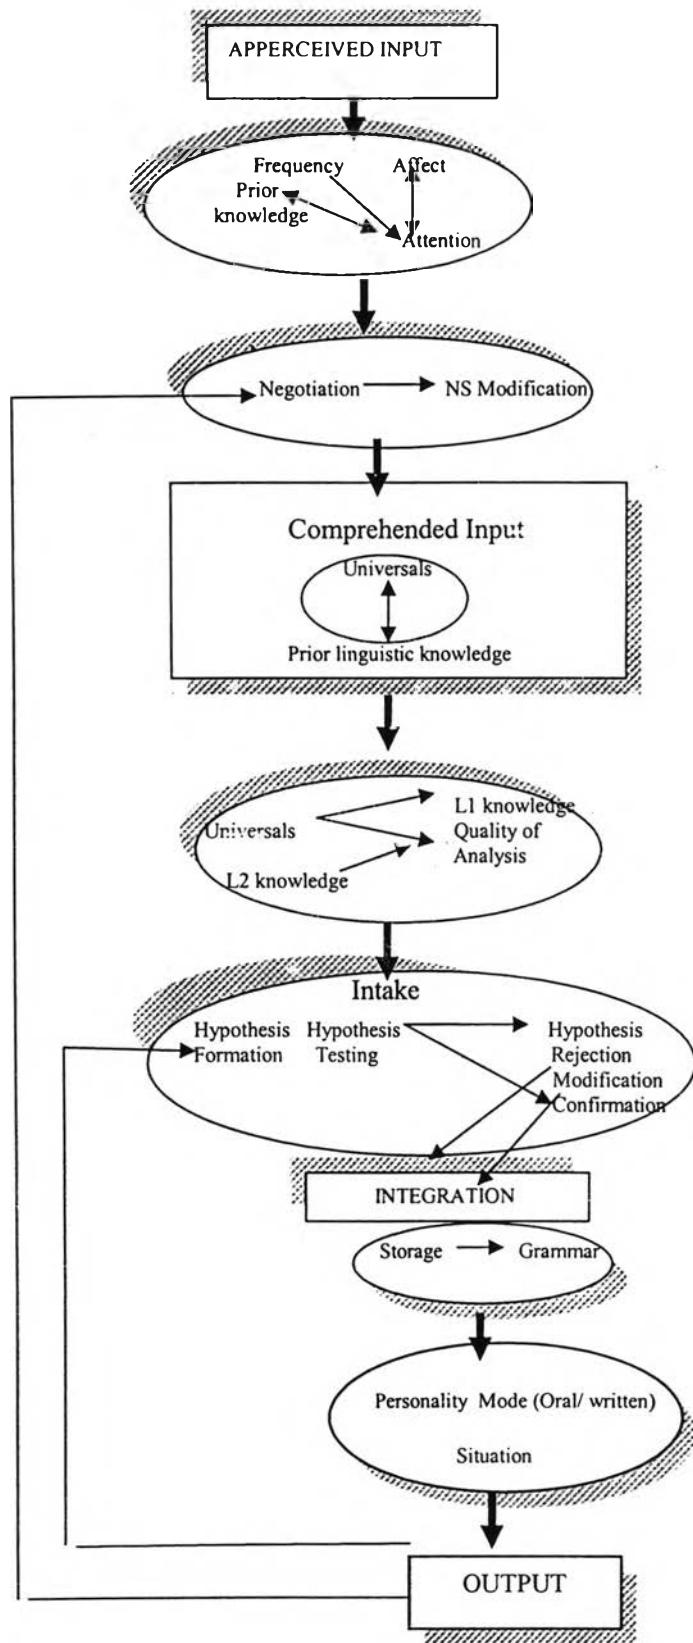 APPERCEIVED INPUT
Frequency Affect
Prior
knowledge
Attention
Negotiation NS Modification
Comprehended Input
Universals
Prior linguistic knowledge
L1 knowledge
Universals Quality of
Analysis
L2 knowledge
Intake
Hypothesis Hypothesis Hypothesis
Formation Testing Rejection
Modification
Confirmation
INTEGRATION
Storage Grammar
Personality Mode (Oral/ written)
Situation
OUTPUT